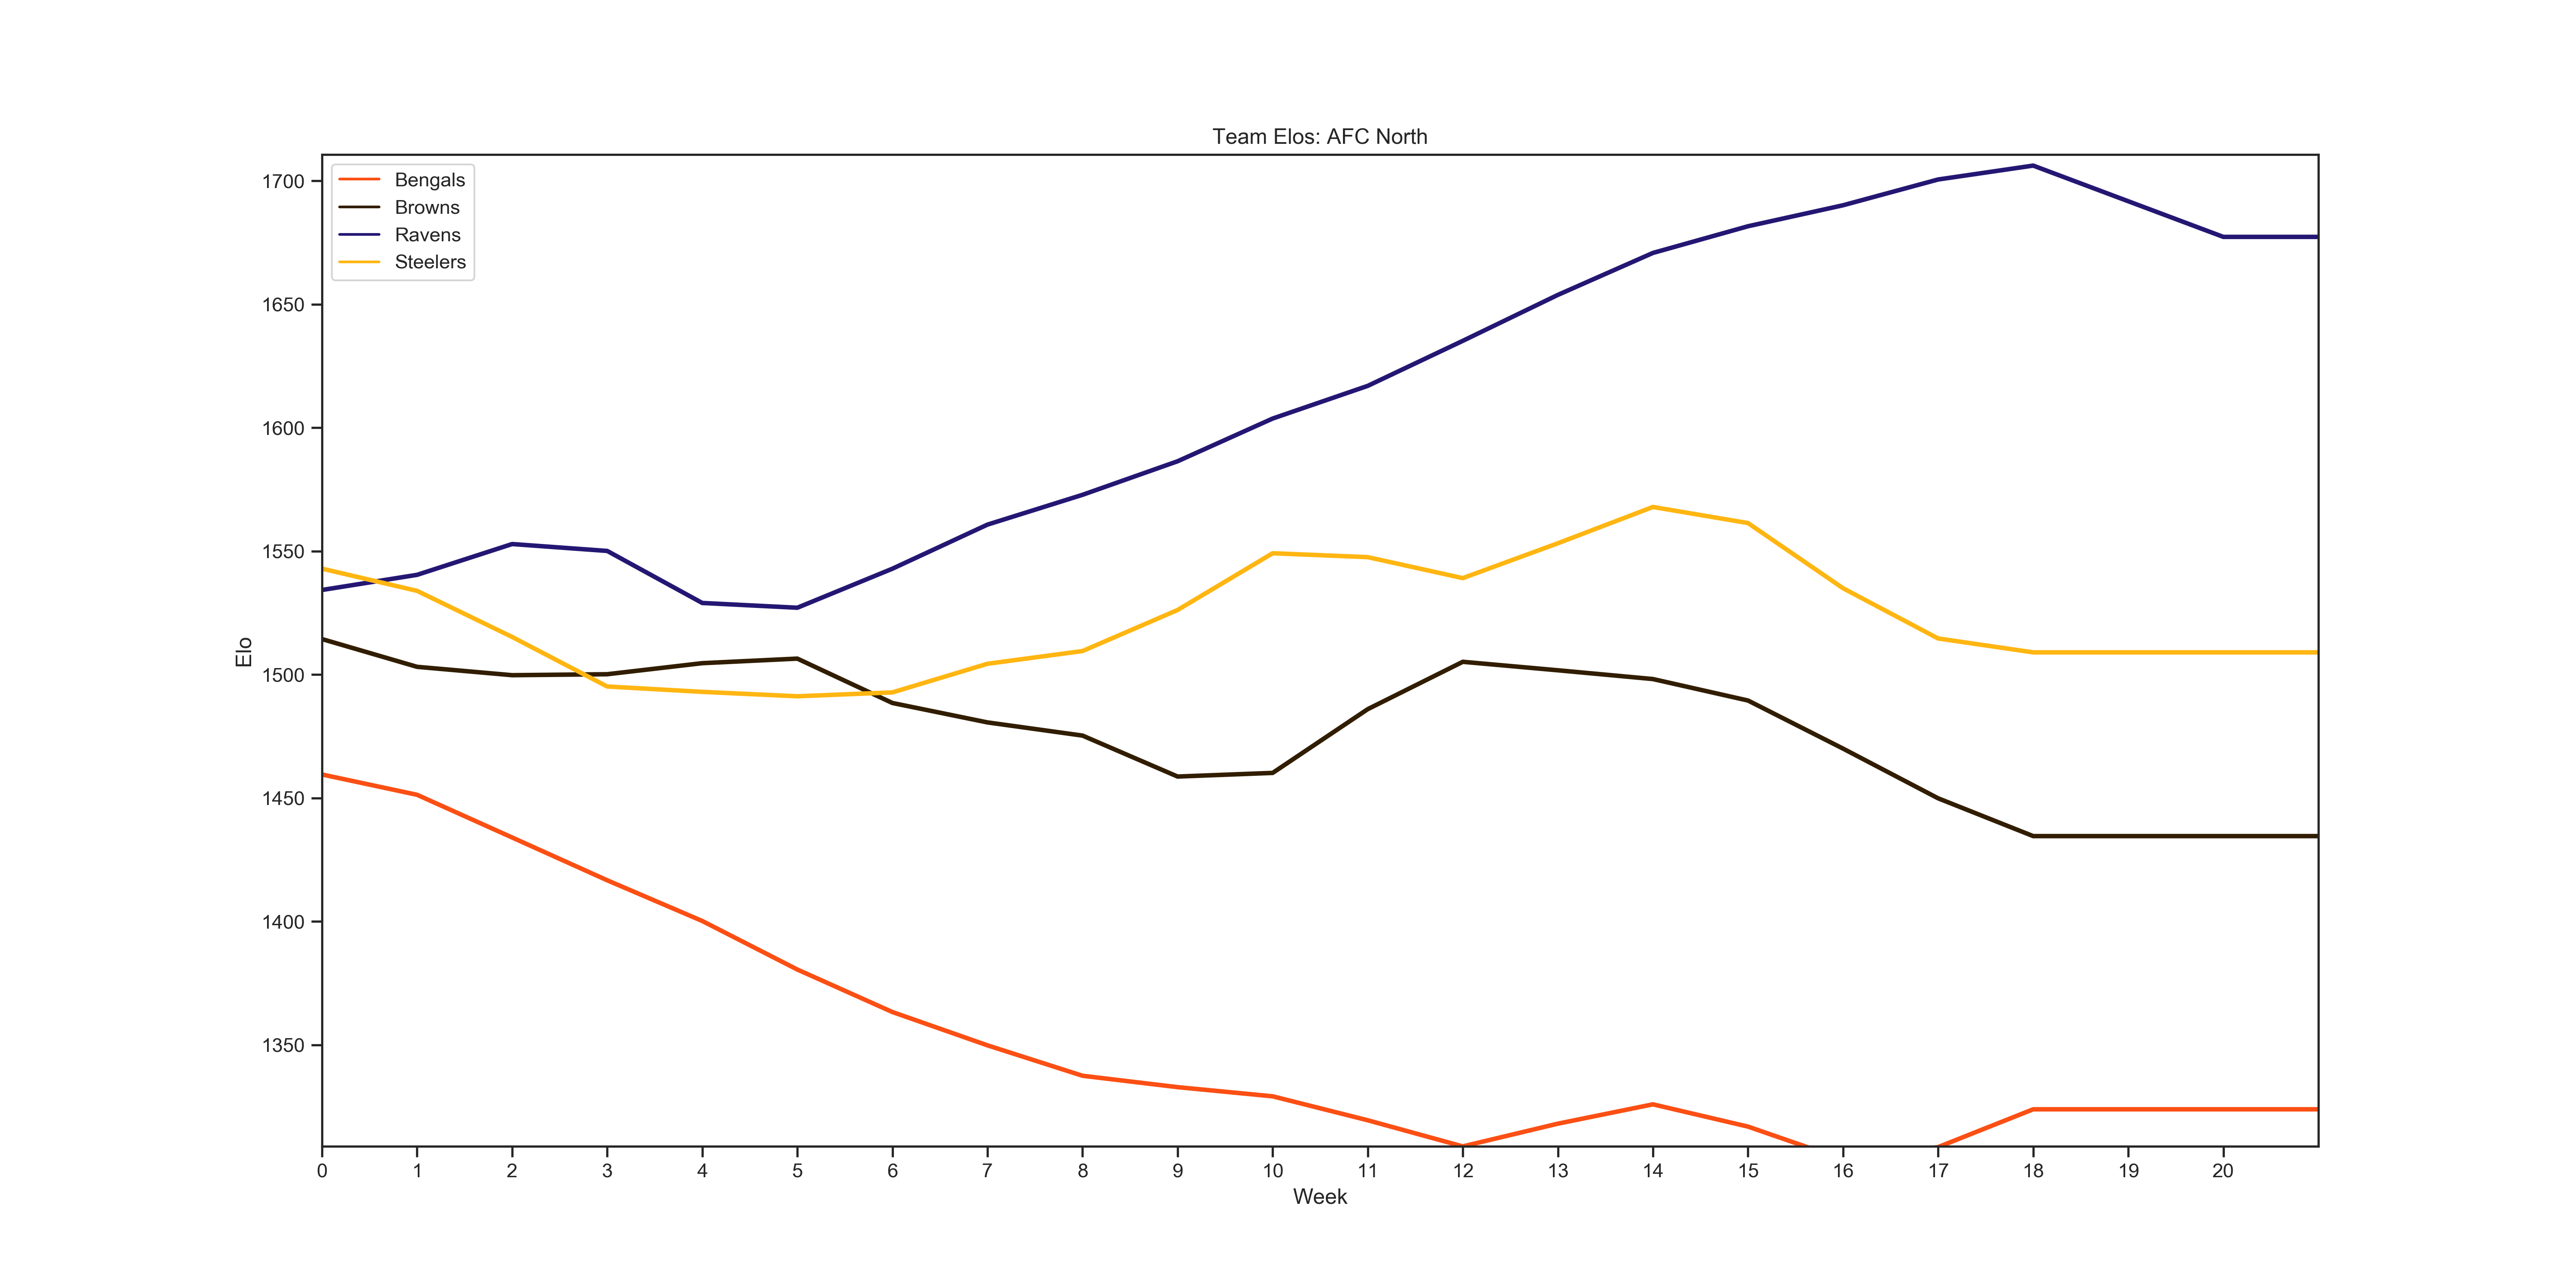 Team Elos: AFC North
Bengals
Browns
Ravens
Steelers
1700
1650
1600
1550
1500
1450
1400
1350
Elo
0 1 2 3 4 5 6 7 8 9 10 11 12 13 14 15 16 17 18 19 20
Week